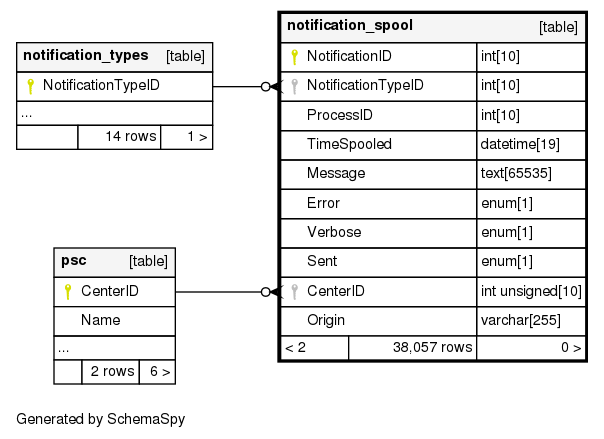 notification_types [table]
NotificationTypeID
...
14 rows 1 >
psc [table]
CenterID
Name
...
2 rows 6 >
notification_spool [table]
NotificationID int[10]
NotificationTypeID int[10]
ProcessID int[10]
TimeSpooled datetime[19]
Message text[65535]
Error enum[1]
Verbose enum[1]
Sent enum[1]
CenterID int unsigned[10]
Origin varchar[255]
< 2 38,057 rows 0 >
Generated by SchemaSpy